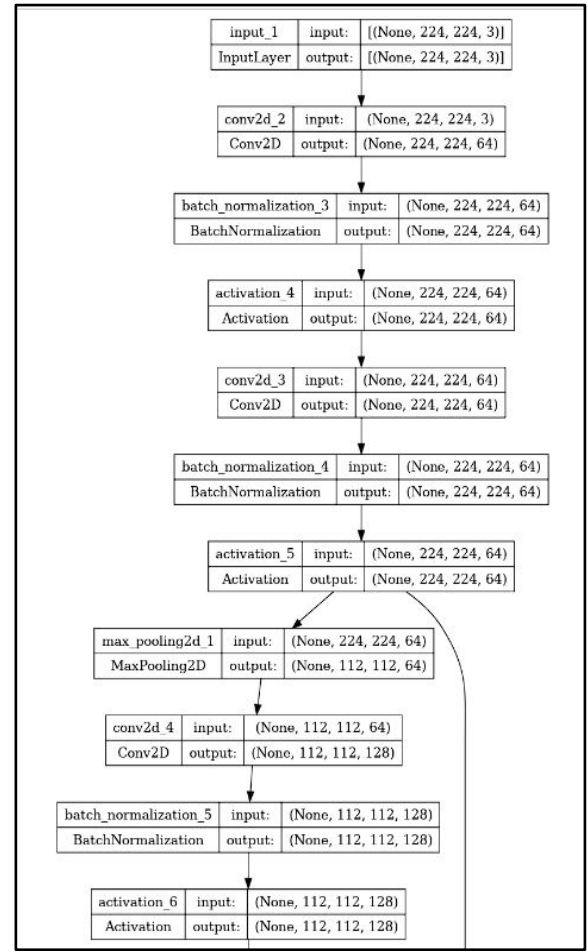 input_1 input: [(None, 224, 224, 3)]
InputLayer output: [(None, 224, 224, 3)]
conv2d_2 input: (None, 224, 224, 3)
Conv2D output: (None, 224, 224, 64)
batch_normalization_3 input: (None, 224, 224, 64)
BatchNormalization output: (None, 224, 224, 64)
activation_4 input: (None, 224, 224, 64)
Activation output: (None, 224, 224, 64)
conv2d_3 input: (None, 224, 224, 64)
Conv2D output: (None, 224, 224, 64)
batch_normalization_4 input: (None, 224, 224, 64)
BatchNormalization output: (None, 224, 224, 64)
activation_5 input: (None, 224, 224, 64)
Activation output: (None, 224, 224, 64)
max_pooling2d_1 input: (None, 224, 224, 64)
MaxPooling2D output: (None, 112, 112, 64)
conv2d_4 input: (None, 112, 112, 64)
Conv2D output: (None, 112, 112, 128)
batch_normalization_5 input: (None, 112, 112, 128)
BatchNormalization output: (None, 112, 112, 128)
activation_6 input: (None, 112, 112, 128)
Activation output: (None, 112, 112, 128)